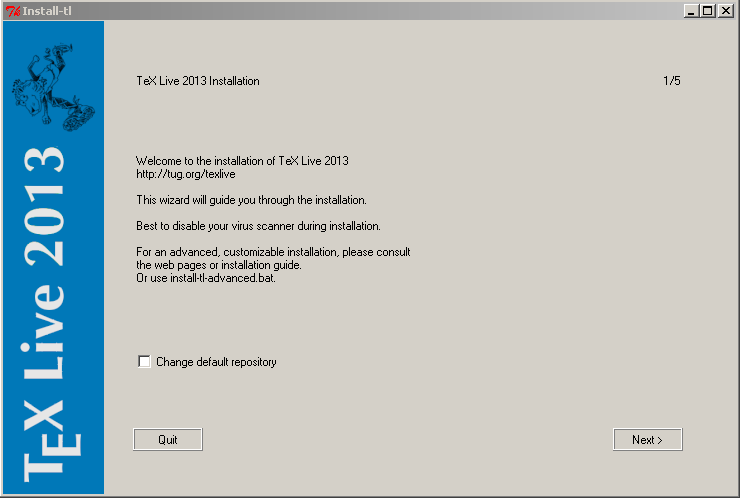 Install-tl
TeX Live 2013
TeX Live 2013 Installation
1/5
Welcome to the installation of TeX Live 2013
http://tug.org/texlive
This wizard will guide you through the installation.
Best to disable your virus scanner during installation.
For an advanced, customizable installation, please consult
the web pages or installation guide.
Or use install-tl-advanced.bat.
Change default repository
Quit
Next >